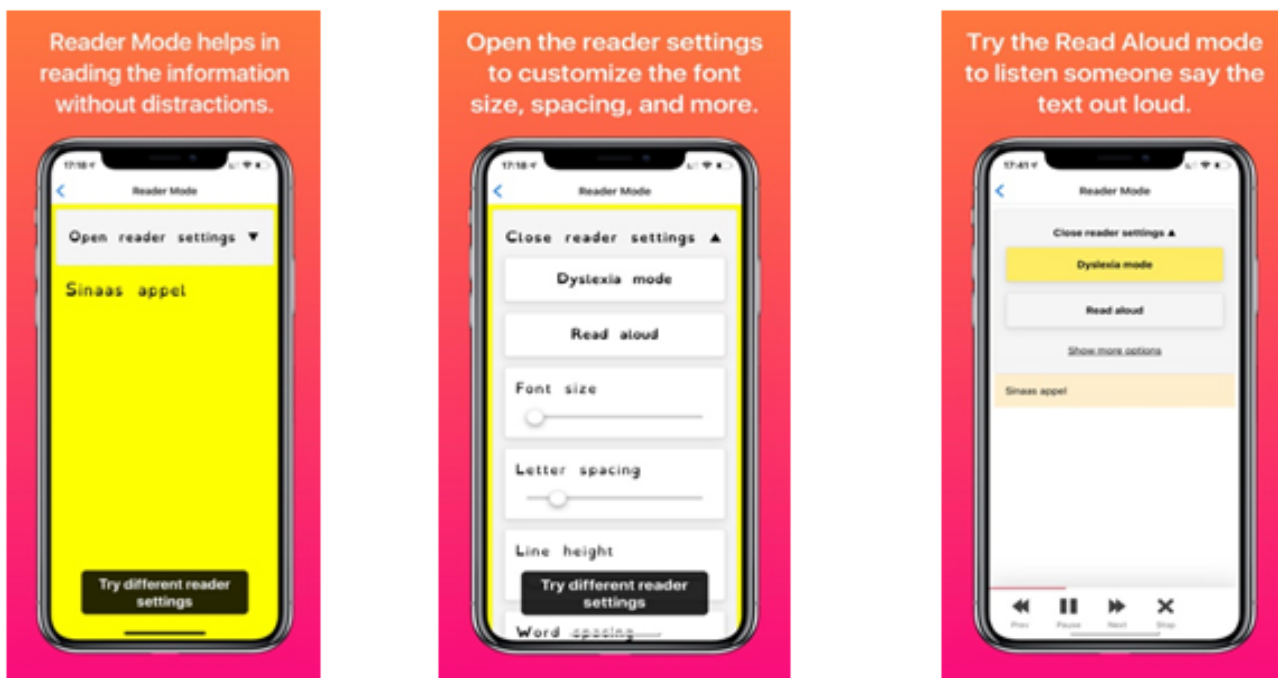 Reader Mode helps in
reading the information
without distractions.
17:18
Reader Mode
Open reader settings ▼
Sinaas appel
Try different reader
settings
Open the reader settings
to customize the font
size, spacing, and more.
17:18
Reader Mode
Close reader settings ▲
Dyslexia mode
Read aloud
Font size
Letter spacing
Line height
Try different reader
settings
Word spacing
Try the Read Aloud mode
to listen someone say the
text out loud.
17:41
Reader Mode
Close reader settings ▲
Dyslexia mode
Read aloud
Show more options
Sinaas appel
Prev Pause Next Stop